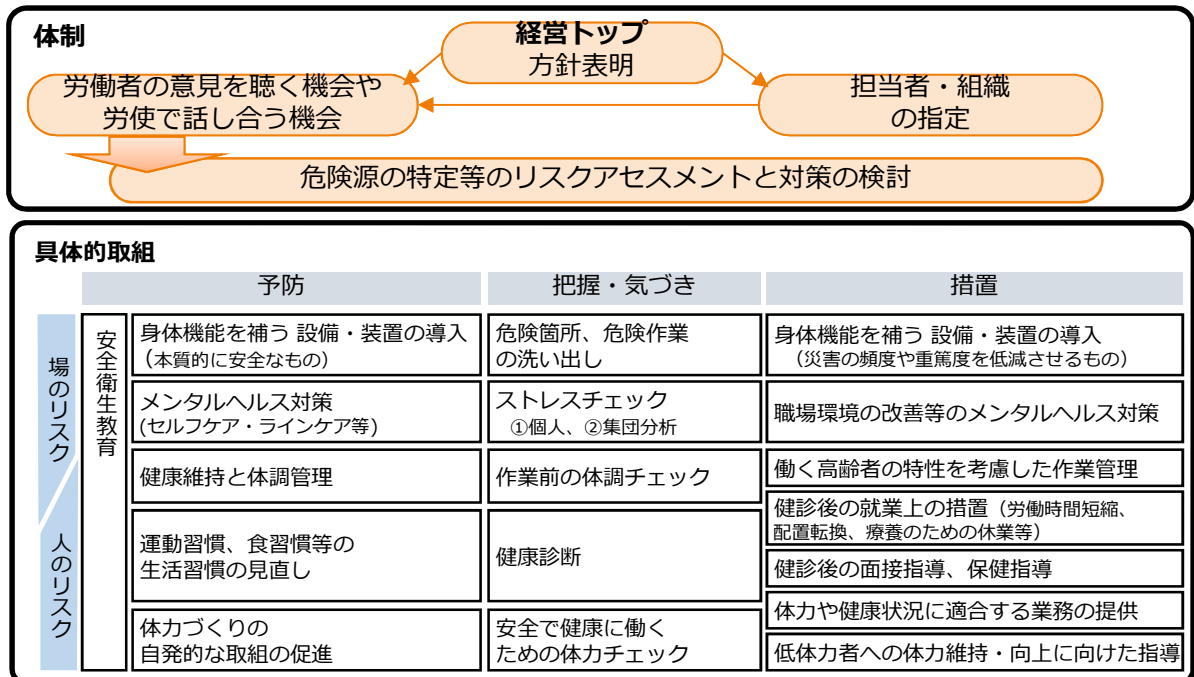 体制
経営トップ
方針表明
労働者の意見を聴く機会や
労使で話し合う機会
担当者・組織
の指定
危険源の特定等のリスクアセスメントと対策の検討
具体的取組
予防
把握・気づき
措置
場のリスク
人のリスク
安全衛生教育
身体機能を補う 設備・装置の導入
（本質的に安全なもの）
危険箇所、危険作業
の洗い出し
身体機能を補う 設備・装置の導入
（災害の頻度や重篤度を低減させるもの）
メンタルヘルス対策
(セルフケア・ラインケア等)
ストレスチェック
①個人、②集団分析
職場環境の改善等のメンタルヘルス対策
健康維持と体調管理
作業前の体調チェック
働く高齢者の特性を考慮した作業管理
運動習慣、食習慣等の
生活習慣の見直し
健康診断
健診後の就業上の措置（労働時間短縮、
配置転換、療養のための休業等）
健診後の面接指導、保健指導
体力づくりの
自発的な取組の促進
安全で健康に働く
ための体力チェック
体力や健康状況に適合する業務の提供
低体力者への体力維持・向上に向けた指導